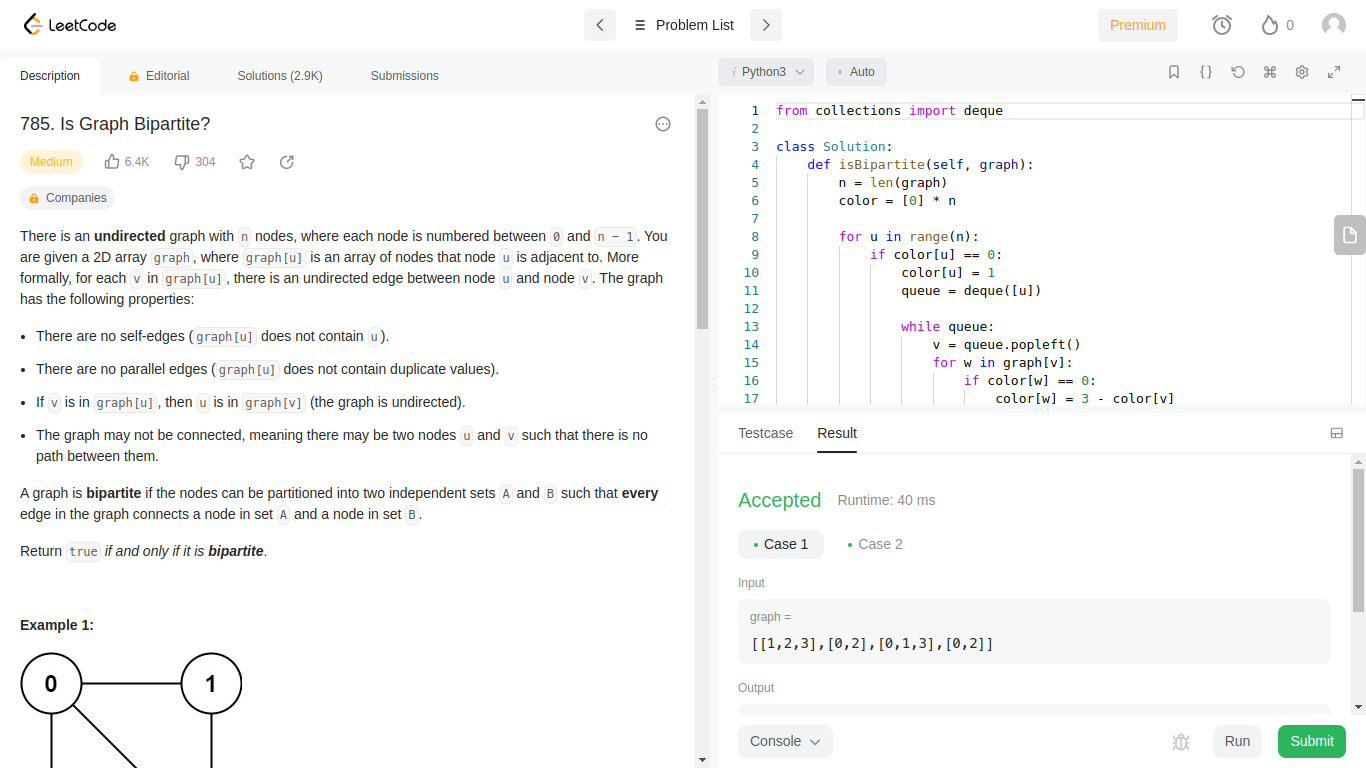 LeetCode
Problem List
Premium
0
Description
Editorial
Solutions (2.9K)
Submissions
785. Is Graph Bipartite?
Medium
6.4K
304
Companies
There is an undirected graph with n nodes, where each node is numbered between 0 and n - 1. You
are given a 2D array graph, where graph[u] is an array of nodes that node u is adjacent to. More
formally, for each v in graph[u], there is an undirected edge between node u and node v. The graph
has the following properties:
• There are no self-edges (graph[u] does not contain u).
• There are no parallel edges (graph[u] does not contain duplicate values).
• If v is in graph[u], then u is in graph[v] (the graph is undirected).
• The graph may not be connected, meaning there may be two nodes u and v such that there is no
path between them.
A graph is bipartite if the nodes can be partitioned into two independent sets A and B such that every
edge in the graph connects a node in set A and a node in set B.
Return true if and only if it is bipartite.
Example 1:
0
1
i Python3
• Auto
1 from collections import deque
2
3 class Solution:
4 def isBipartite(self, graph):
5 n = len(graph)
6 color = [0] * n
7
8 for u in range(n):
9 if color[u] == 0:
10 color[u] = 1
11 queue = deque([u])
12
13 while queue:
14 v = queue.popleft()
15 for w in graph[v]:
16 if color[w] == 0:
17 color[w] = 3 - color[v]
Testcase
Result
Accepted
Runtime: 40 ms
• Case 1
• Case 2
Input
graph =
[[1,2,3],[0,2],[0,1,3],[0,2]]
Output
Console
Run
Submit